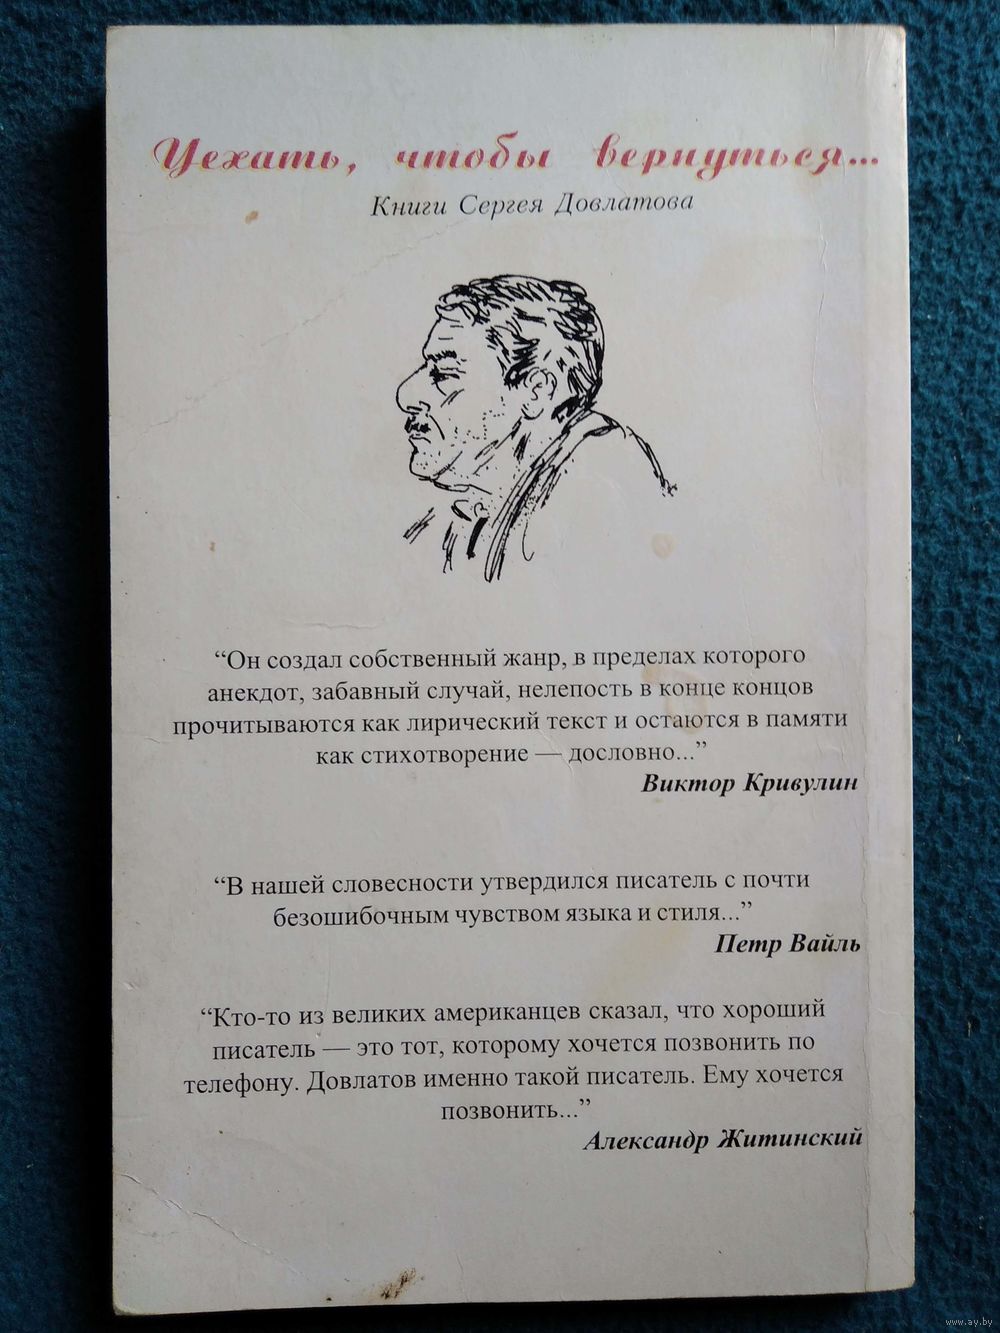 Уехать, чтобы вернуться...
Книги Сергея Довлатова
“Он создал собственный жанр, в пределах которого
анекдот, забавный случай, нелепость в конце концов
прочитываются как лирический текст и остаются в памяти
как стихотворение — дословно...”
Виктор Кривулин
“В нашей словесности утвердился писатель с почти
безошибочным чувством языка и стиля...”
Петр Вайль
“Кто-то из великих американцев сказал, что хороший
писатель — это тот, которому хочется позвонить по
телефону. Довлатов именно такой писатель. Ему хочется
позвонить...”
Александр Житинский
www.ay.by